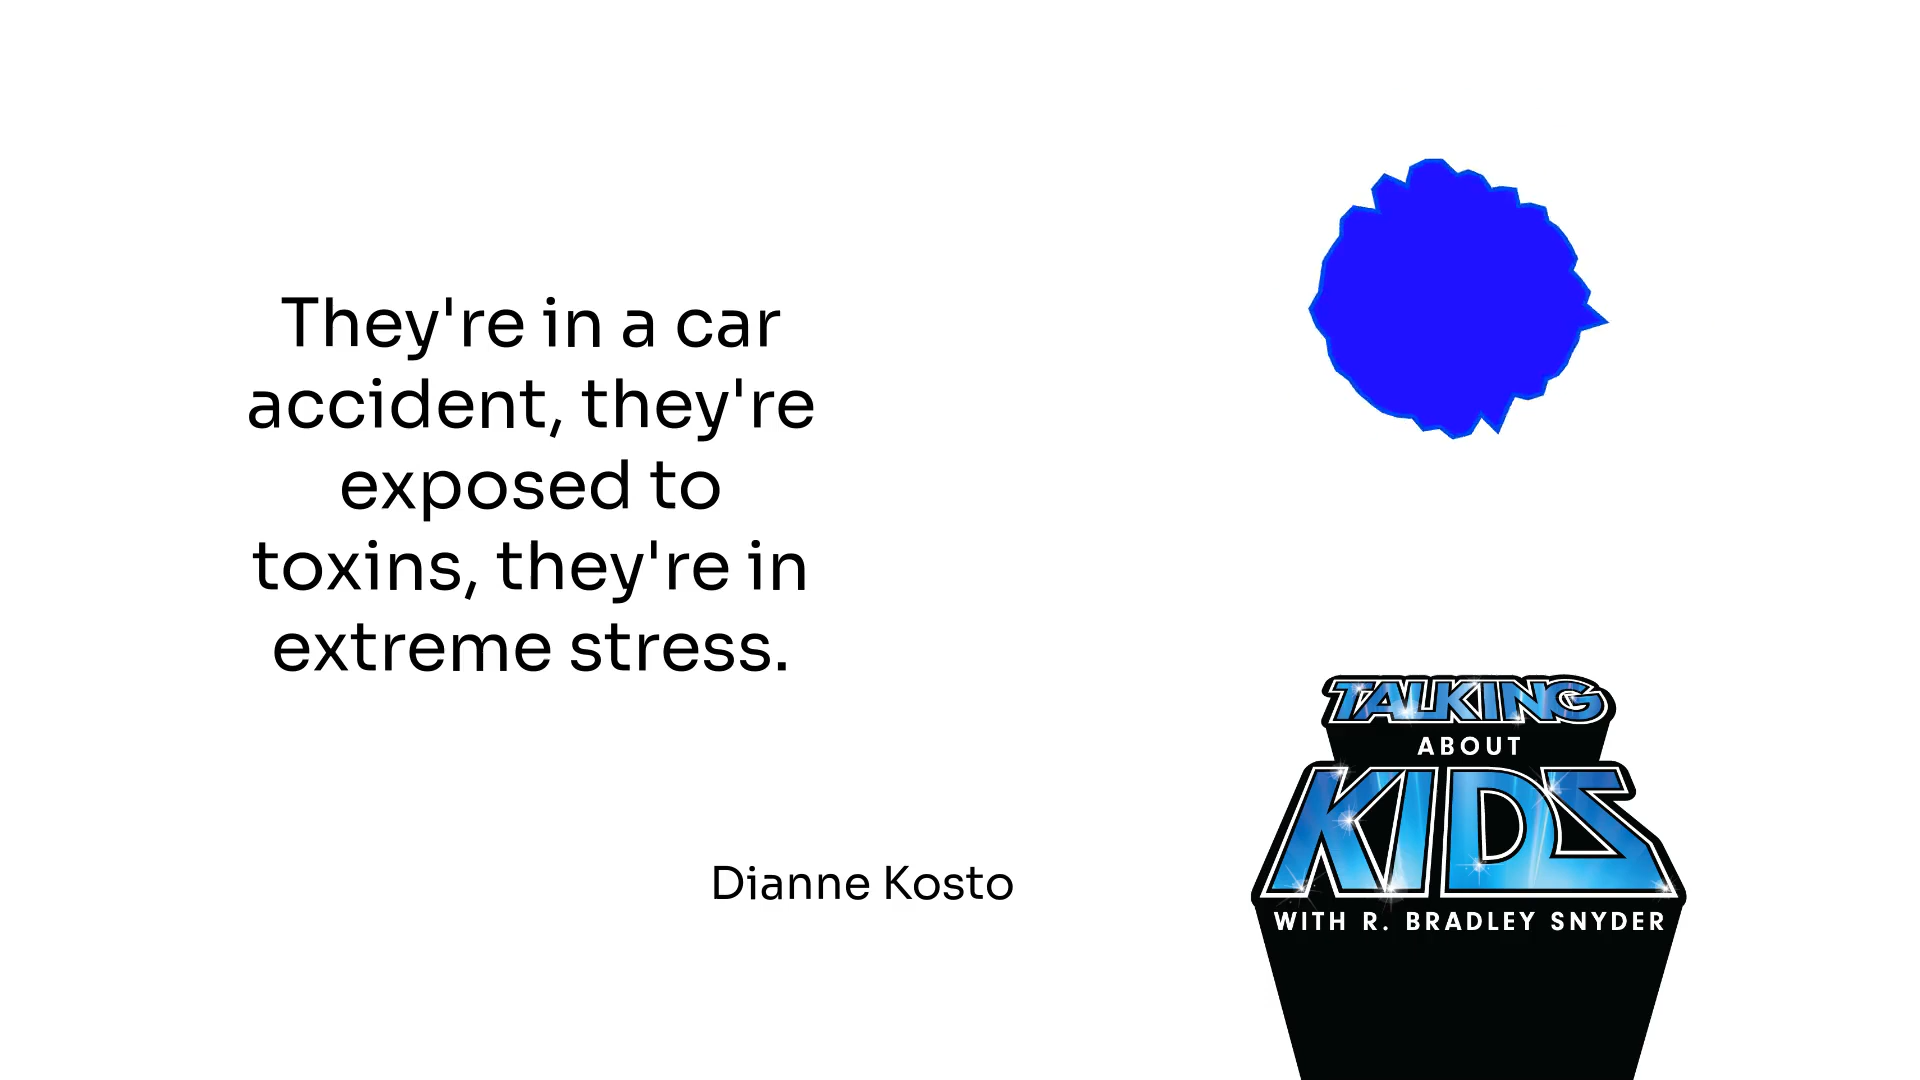 They're in a car
accident, they're
exposed to
toxins, they're in
extreme stress.
Dianne Kosto
TALKING
ABOUT
KIDS
WITH R. BRADLEY SNYDER